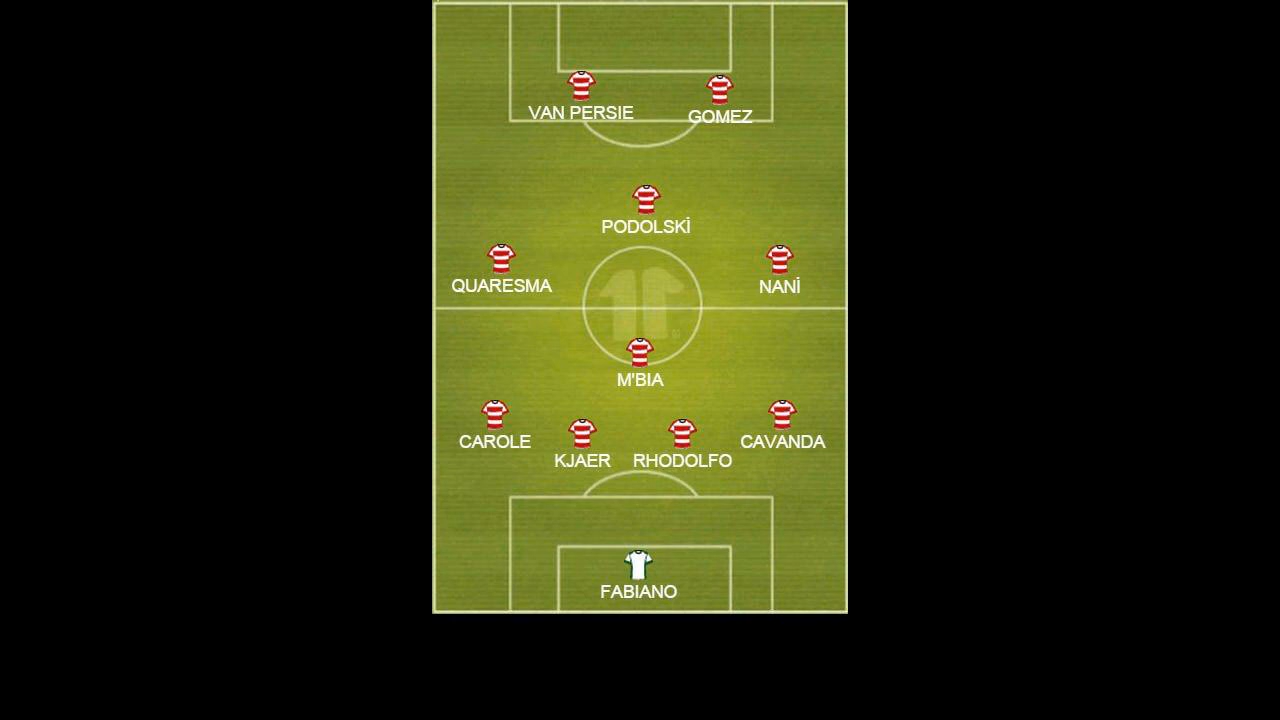 VAN PERSIE
GOMEZ
PODOLSKİ
QUARESMA
NANİ
M'BIA
CAROLE
CAVANDA
KJAER
RHODOLFO
FABIANO